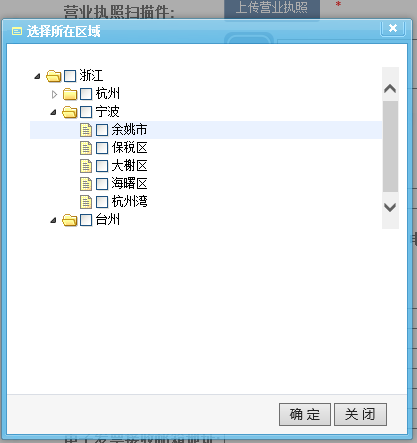 营业执照扫描件:
上传营业执照
*
选择所在区域
浙江
杭州
宁波
余姚市
保税区
大榭区
海曙区
杭州湾
台州
确 定
关 闭